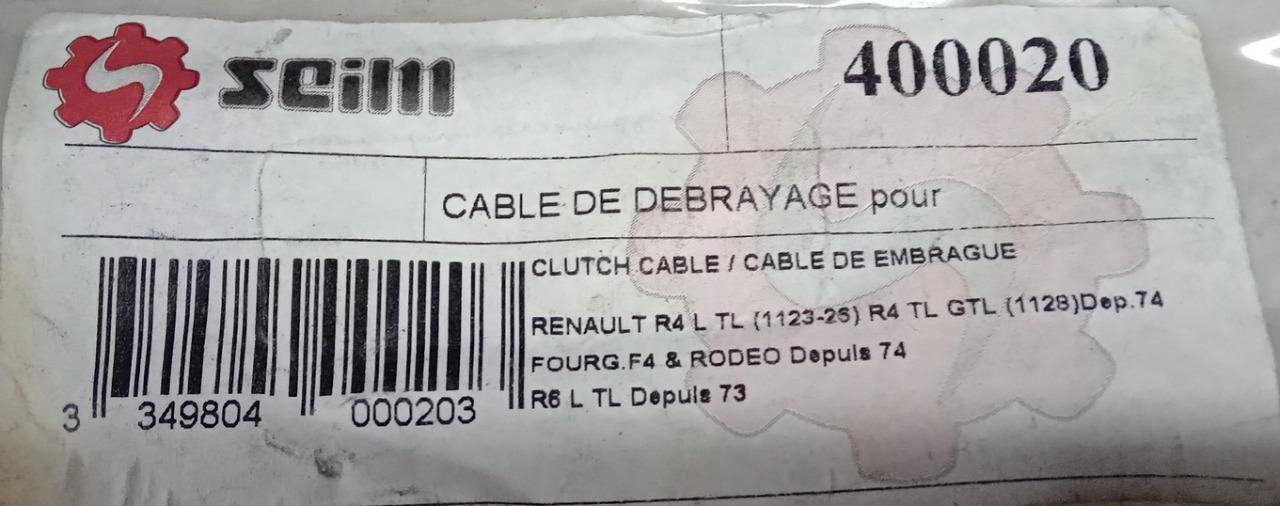 seim
400020
CABLE DE DEBRAYAGE pour
CLUTCH CABLE / CABLE DE EMBRAGUE
RENAULT R4 L TL (1123-26) R4 TL GTL (1128)Dep.74
FOURG.F4 & RODEO Depuis 74
R6 L TL Depuis 73
3 349804 000203